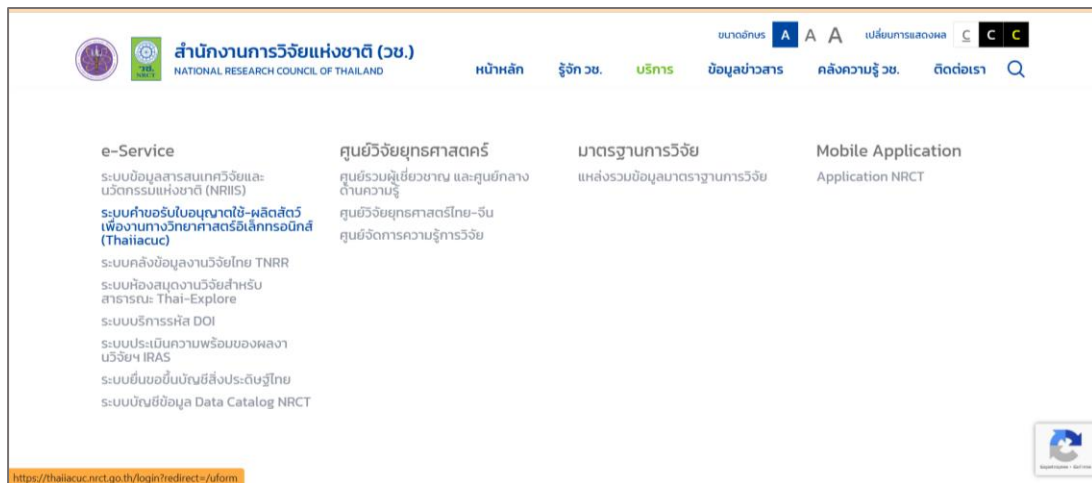 ขนาดอักษร A A A เปลี่ยนการแสดงผล C C C
สำนักงานการวิจัยแห่งชาติ (วช.)
NATIONAL RESEARCH COUNCIL OF THAILAND
วช.
NRCT
หน้าหลัก รู้จัก วช. บริการ ข้อมูลข่าวสาร คลังความรู้ วช. ติดต่อเรา
e-Service
ระบบข้อมูลสารสนเทศวิจัยและ
นวัตกรรมแห่งชาติ (NRIIS)
ระบบคำขอรับใบอนุญาตใช้-ผลิตสัตว์
เพื่องานทางวิทยาศาสตร์อิเล็กทรอนิกส์
(Thaiiacuc)
ระบบคลังข้อมูลงานวิจัยไทย TNRR
ระบบห้องสมุดงานวิจัยสำหรับ
สาธารณะ Thai-Explore
ระบบบริการรหัส DOI
ระบบประเมินความพร้อมของผลงา
นวิจัยฯ IRAS
ระบบยื่นขอขึ้นบัญชีสิ่งประดิษฐ์ไทย
ระบบบัญชีข้อมูล Data Catalog NRCT
ศูนย์วิจัยยุทธศาสตร์
ศูนย์รวมผู้เชี่ยวชาญ และศูนย์กลาง
ด้านความรู้
ศูนย์วิจัยยุทธศาสตร์ไทย-จีน
ศูนย์จัดการความรู้การวิจัย
มาตรฐานการวิจัย
แหล่งรวมข้อมูลมาตราฐานการวิจัย
Mobile Application
Application NRCT
https://thaiiacuc.nrct.go.th/login?redirect=/uform